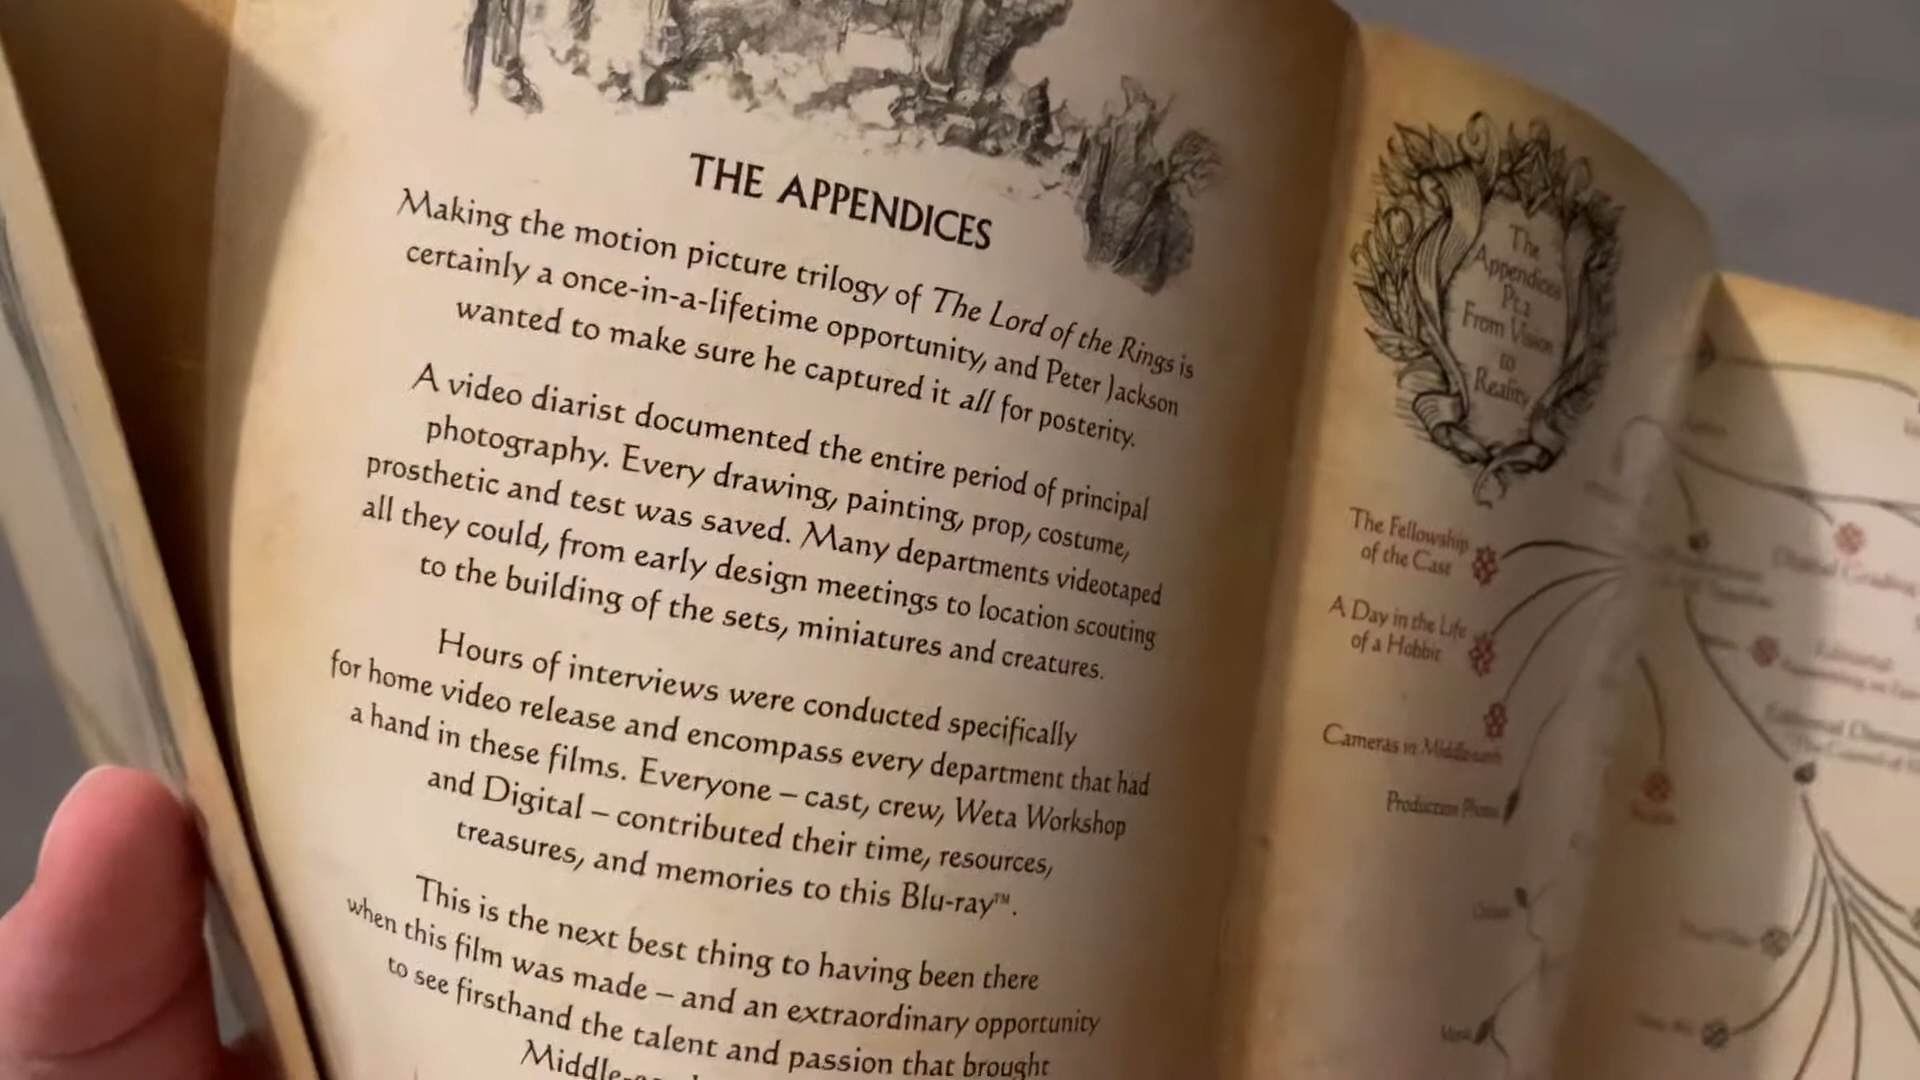 THE APPENDICES
Making the motion picture trilogy of The Lord of the Rings is
certainly a once-in-a-lifetime opportunity, and Peter Jackson
wanted to make sure he captured it all for posterity.
A video diarist documented the entire period of principal
photography. Every drawing, painting, prop, costume,
prosthetic and test was saved. Many departments videotaped
all they could, from early design meetings to location scouting
to the building of the sets, miniatures and creatures.
Hours of interviews were conducted specifically
for home video release and encompass every department that had
a hand in these films. Everyone – cast, crew, Weta Workshop
and Digital – contributed their time, resources,
treasures, and memories to this Blu-ray™.
This is the next best thing to having been there
when this film was made – and an extraordinary opportunity
to see firsthand the talent and passion that brought
The
Appendices
Pt.2
From Vision
to
Reality
The Fellowship
of the Cast
A Day in the Life
of a Hobbit
Cameras in Middle-earth
Production Photos
Digital Grading
Editorial: